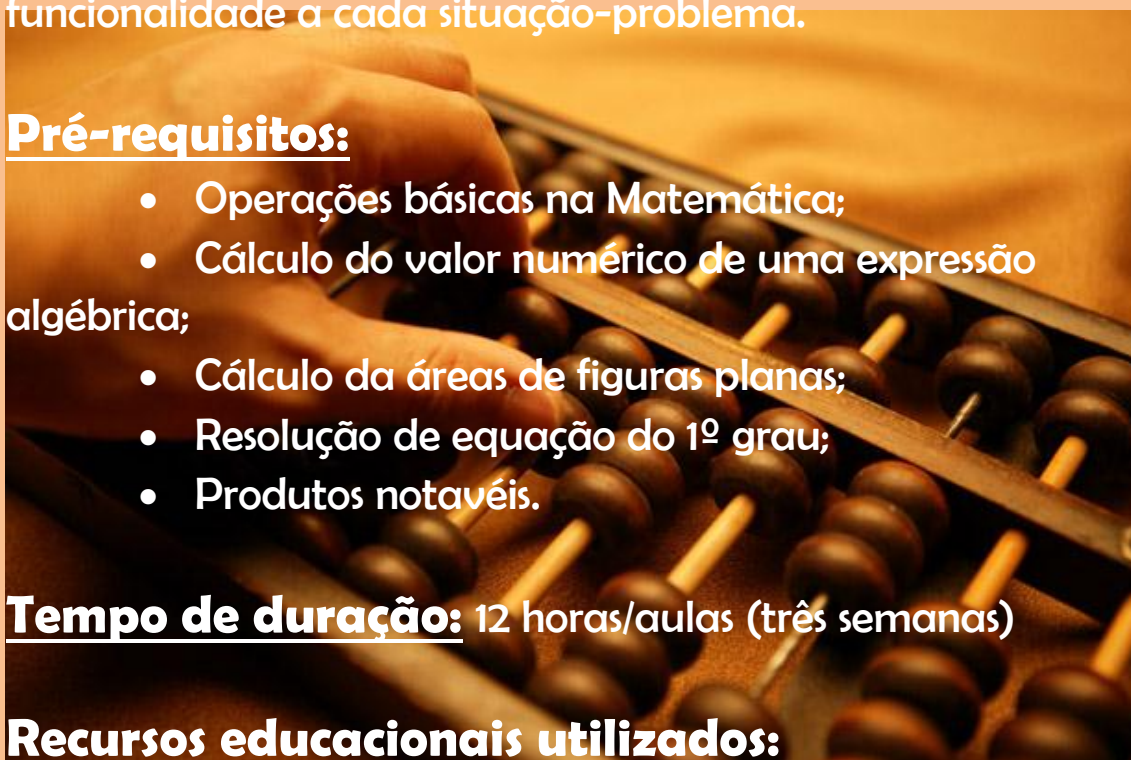 funcionalidade a cada situação-problema.
Pré-requisitos:
• Operações básicas na Matemática;
• Cálculo do valor numérico de uma expressão
algébrica;
• Cálculo da áreas de figuras planas;
• Resolução de equação do 1º grau;
• Produtos notavéis.
Tempo de duração: 12 horas/aulas (três semanas)
Recursos educacionais utilizados: